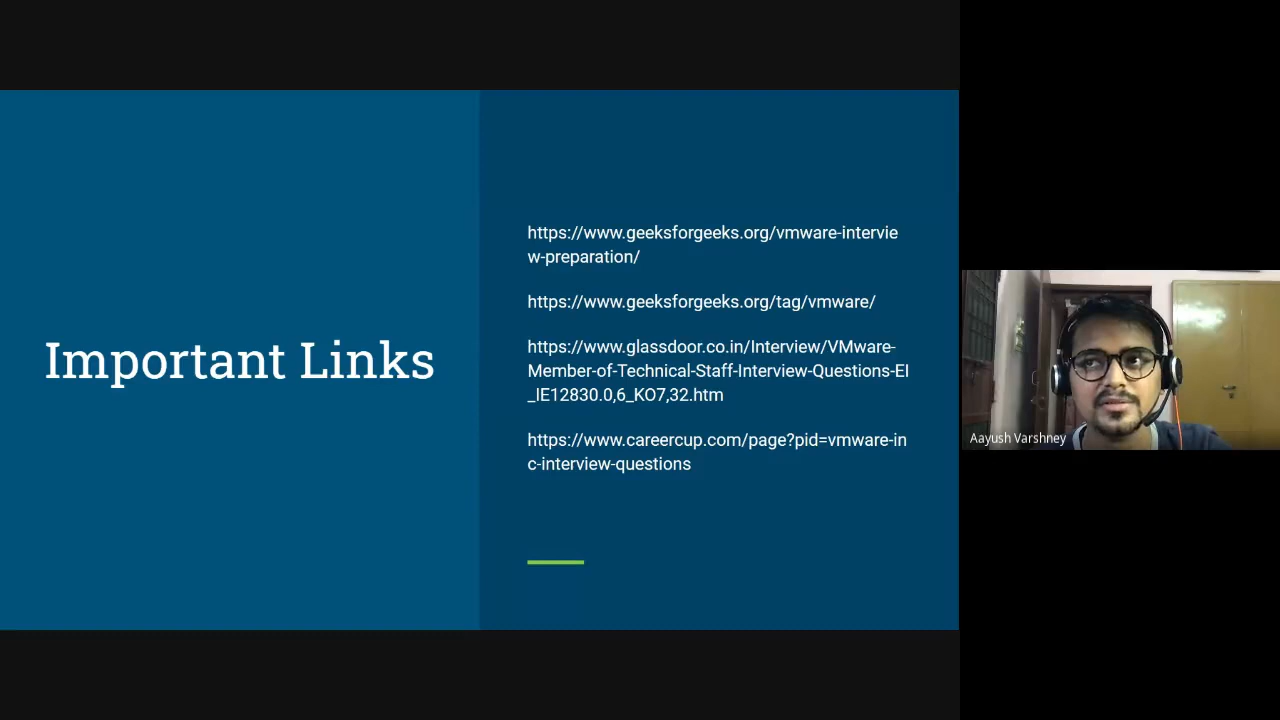 Important Links
https://www.geeksforgeeks.org/vmware-intervie
w-preparation/
https://www.geeksforgeeks.org/tag/vmware/
https://www.glassdoor.co.in/Interview/VMware-
Member-of-Technical-Staff-Interview-Questions-EI
_IE12830.0,6_KO7,32.htm
https://www.careercup.com/page?pid=vmware-in
c-interview-questions
Aayush Varshney